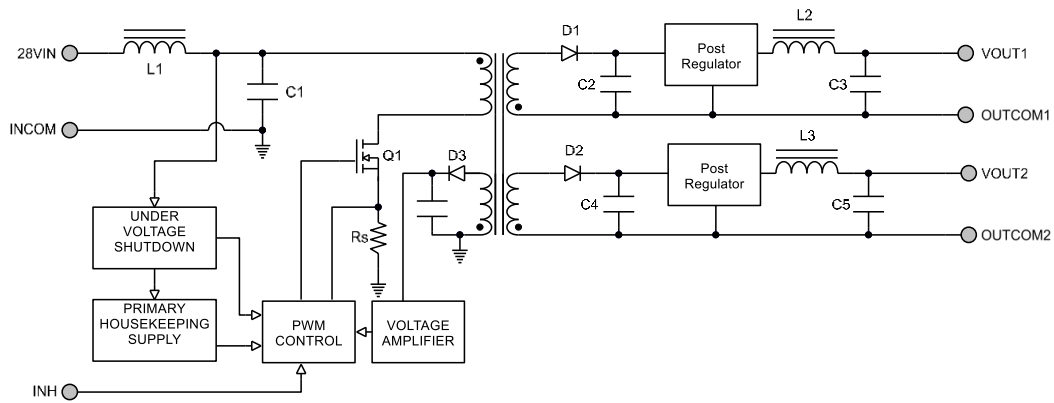 28VIN
L1
C1
INCOM
D1
C2
Post
Regulator
L2
C3
VOUT1
OUTCOM1
Q1
D3
Rs
D2
C4
Post
Regulator
L3
C5
VOUT2
OUTCOM2
UNDER
VOLTAGE
SHUTDOWN
PRIMARY
HOUSEKEEPING
SUPPLY
PWM
CONTROL
VOLTAGE
AMPLIFIER
INH